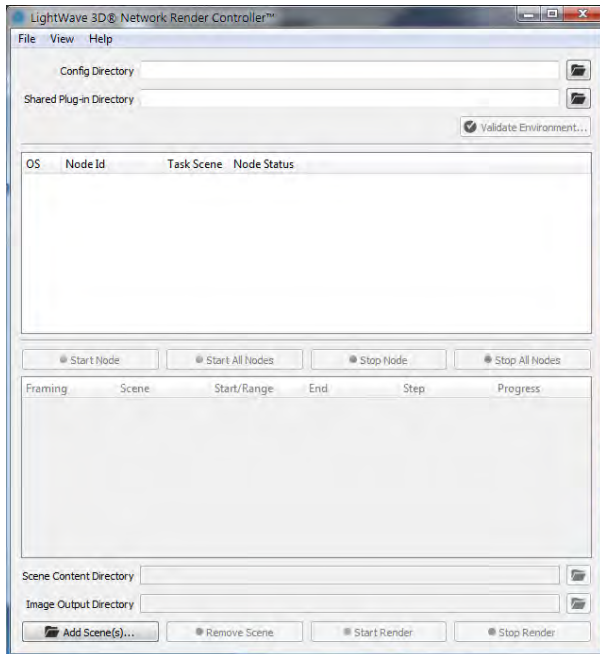 LightWave 3D® Network Render Controller™
File View Help
Config Directory
Shared Plug-in Directory
Validate Environment...
OS Node Id Task Scene Node Status
Start Node Start All Nodes Stop Node Stop All Nodes
Framing Scene Start/Range End Step Progress
Scene Content Directory
Image Output Directory
Add Scene(s)... Remove Scene Start Render Stop Render